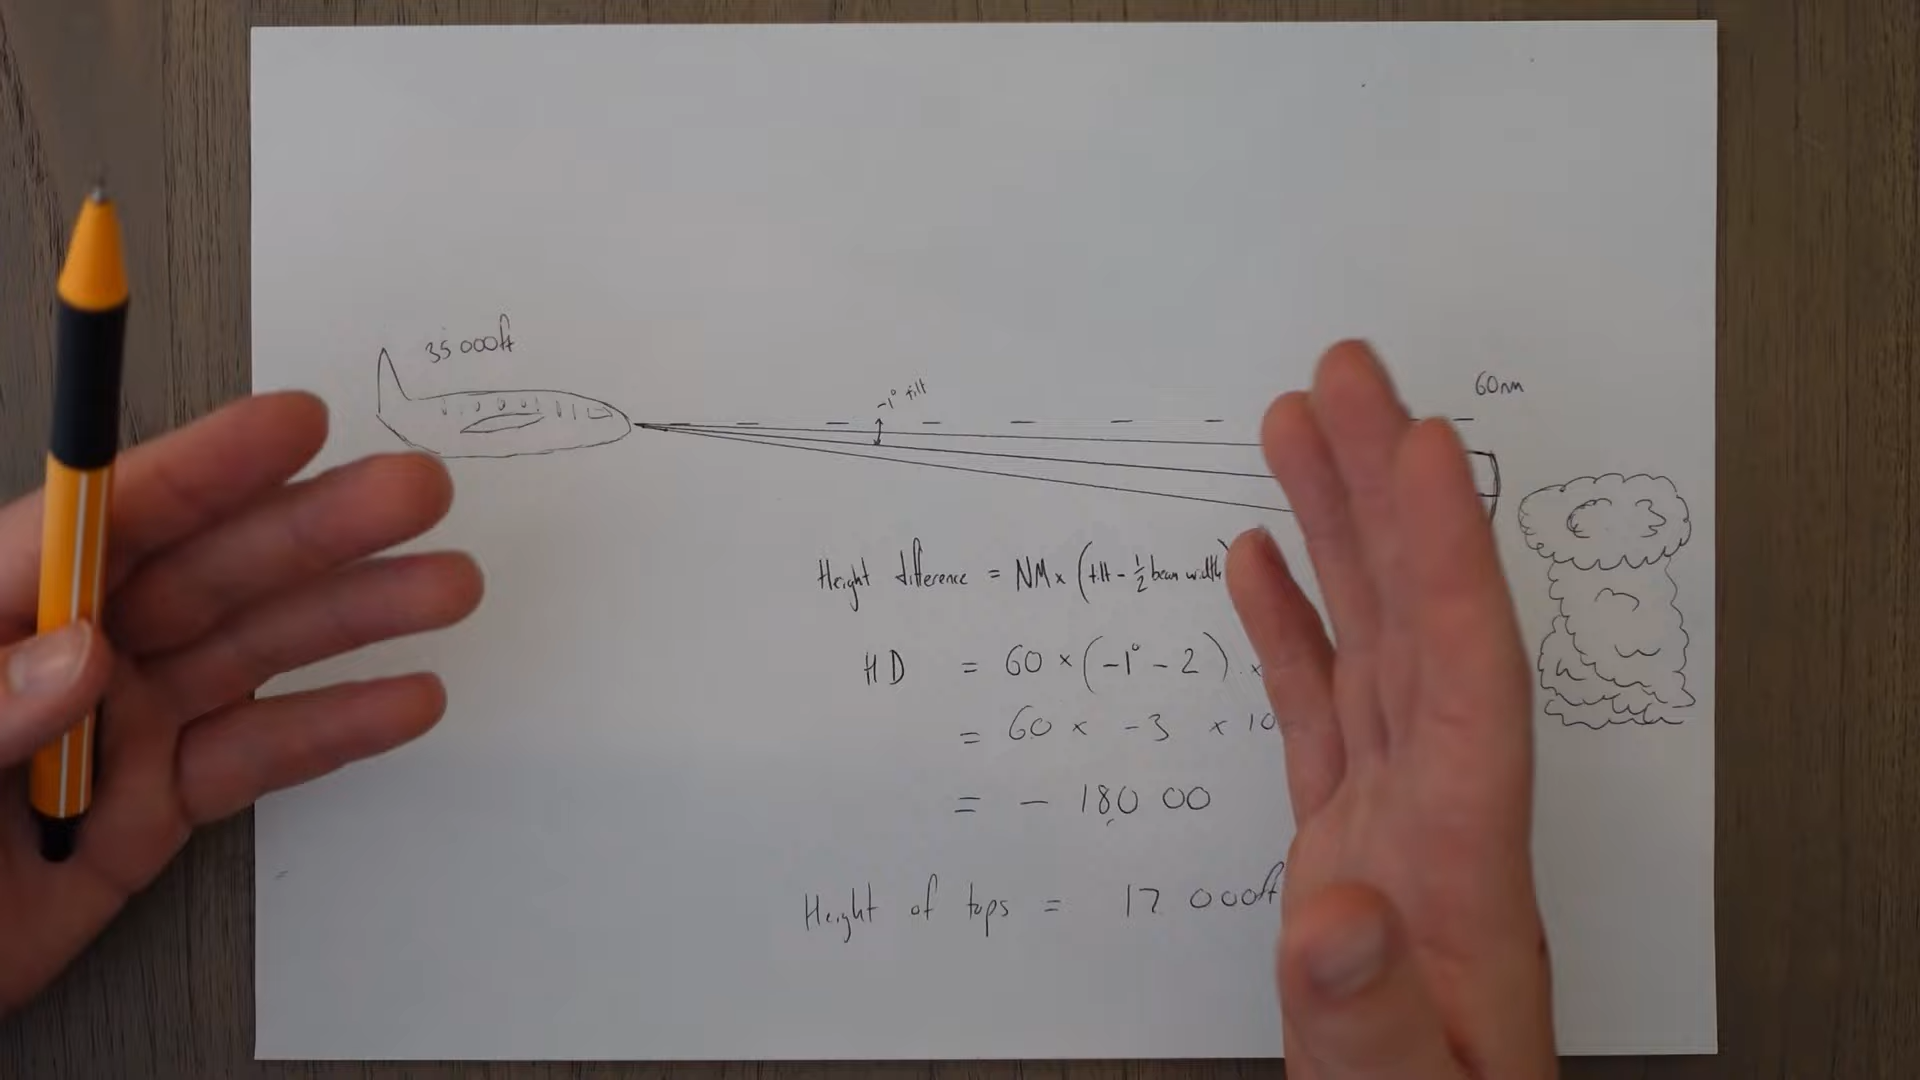 35 000ft
-1° tilt
60nm
Height difference = NM x (tilt - 1/2 beam width)
HD = 60 x (-1° - 2) x
= 60 x -3 x 10
= - 180 00
Height of tops = 17 000ft